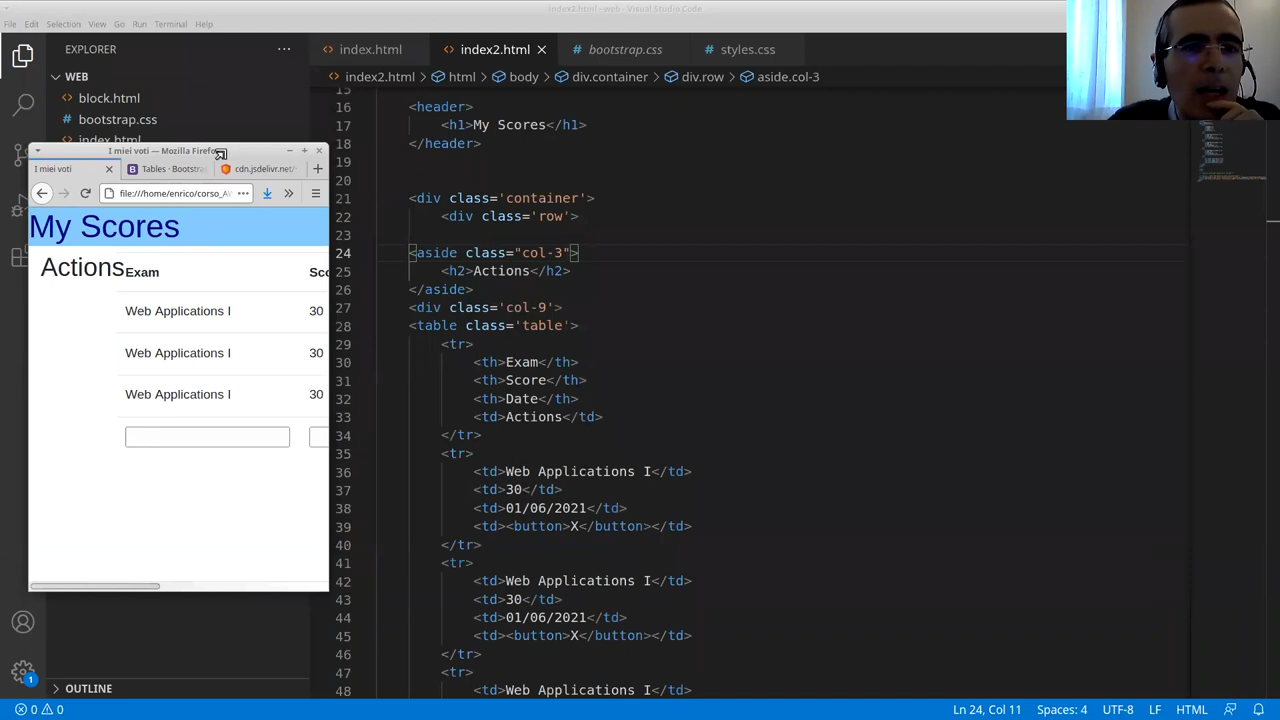 index2.html - web - Visual Studio Code
File Edit Selection View Go Run Terminal Help
EXPLORER
WEB
block.html
bootstrap.css
index.html
OUTLINE
index.html
index2.html
bootstrap.css
styles.css
index2.html > html > body > div.container > div.row > aside.col-3
15
16 <header>
17 <h1>My Scores</h1>
18 </header>
19
20
21 <div class='container'>
22 <div class='row'>
23
24 <aside class="col-3">
25 <h2>Actions</h2>
26 </aside>
27 <div class='col-9'>
28 <table class='table'>
29 <tr>
30 <th>Exam</th>
31 <th>Score</th>
32 <th>Date</th>
33 <td>Actions</td>
34 </tr>
35 <tr>
36 <td>Web Applications I</td>
37 <td>30</td>
38 <td>01/06/2021</td>
39 <td><button>X</button></td>
40 </tr>
41 <tr>
42 <td>Web Applications I</td>
43 <td>30</td>
44 <td>01/06/2021</td>
45 <td><button>X</button></td>
46 </tr>
47 <tr>
48 <td>Web Applications I</td>
I miei voti — Mozilla Firefo
I miei voti
Tables · Bootstra
cdn.jsdelivr.net/
file:///home/enrico/corso_AW
My Scores
Actions
Exam Sco
Web Applications I 30
Web Applications I 30
Web Applications I 30
1
0 0
Ln 24, Col 11 Spaces: 4 UTF-8 LF HTML